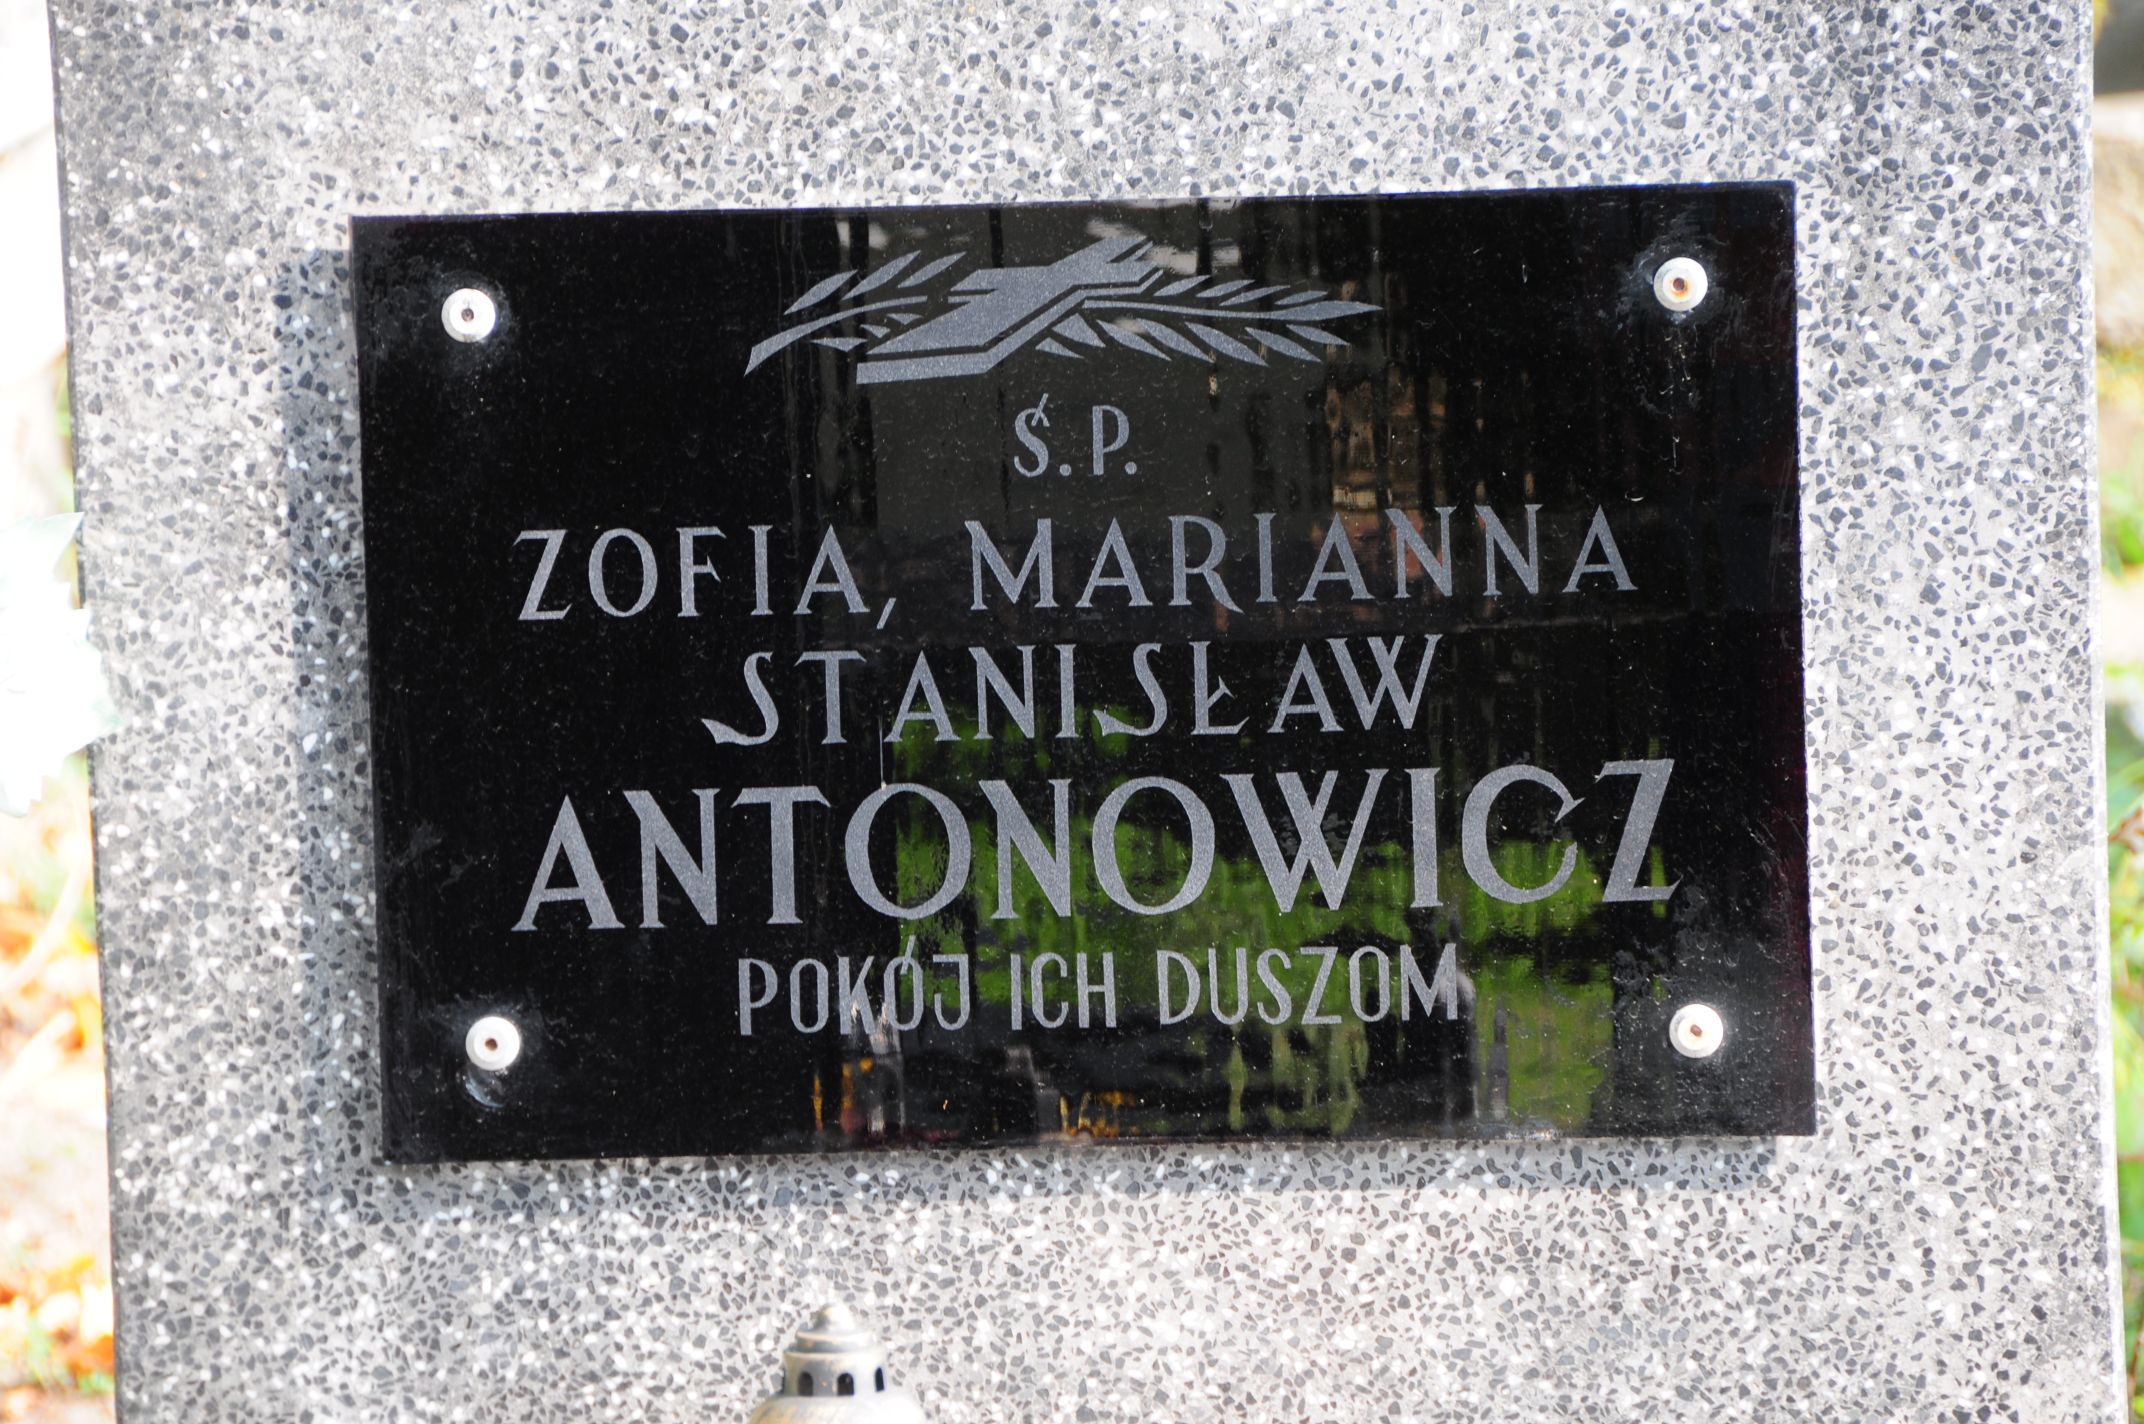 Ś.P.
ZOFIA, MARIANNA
STANISŁAW
ANTONOWICZ
POKÓJ ICH DUSZOM